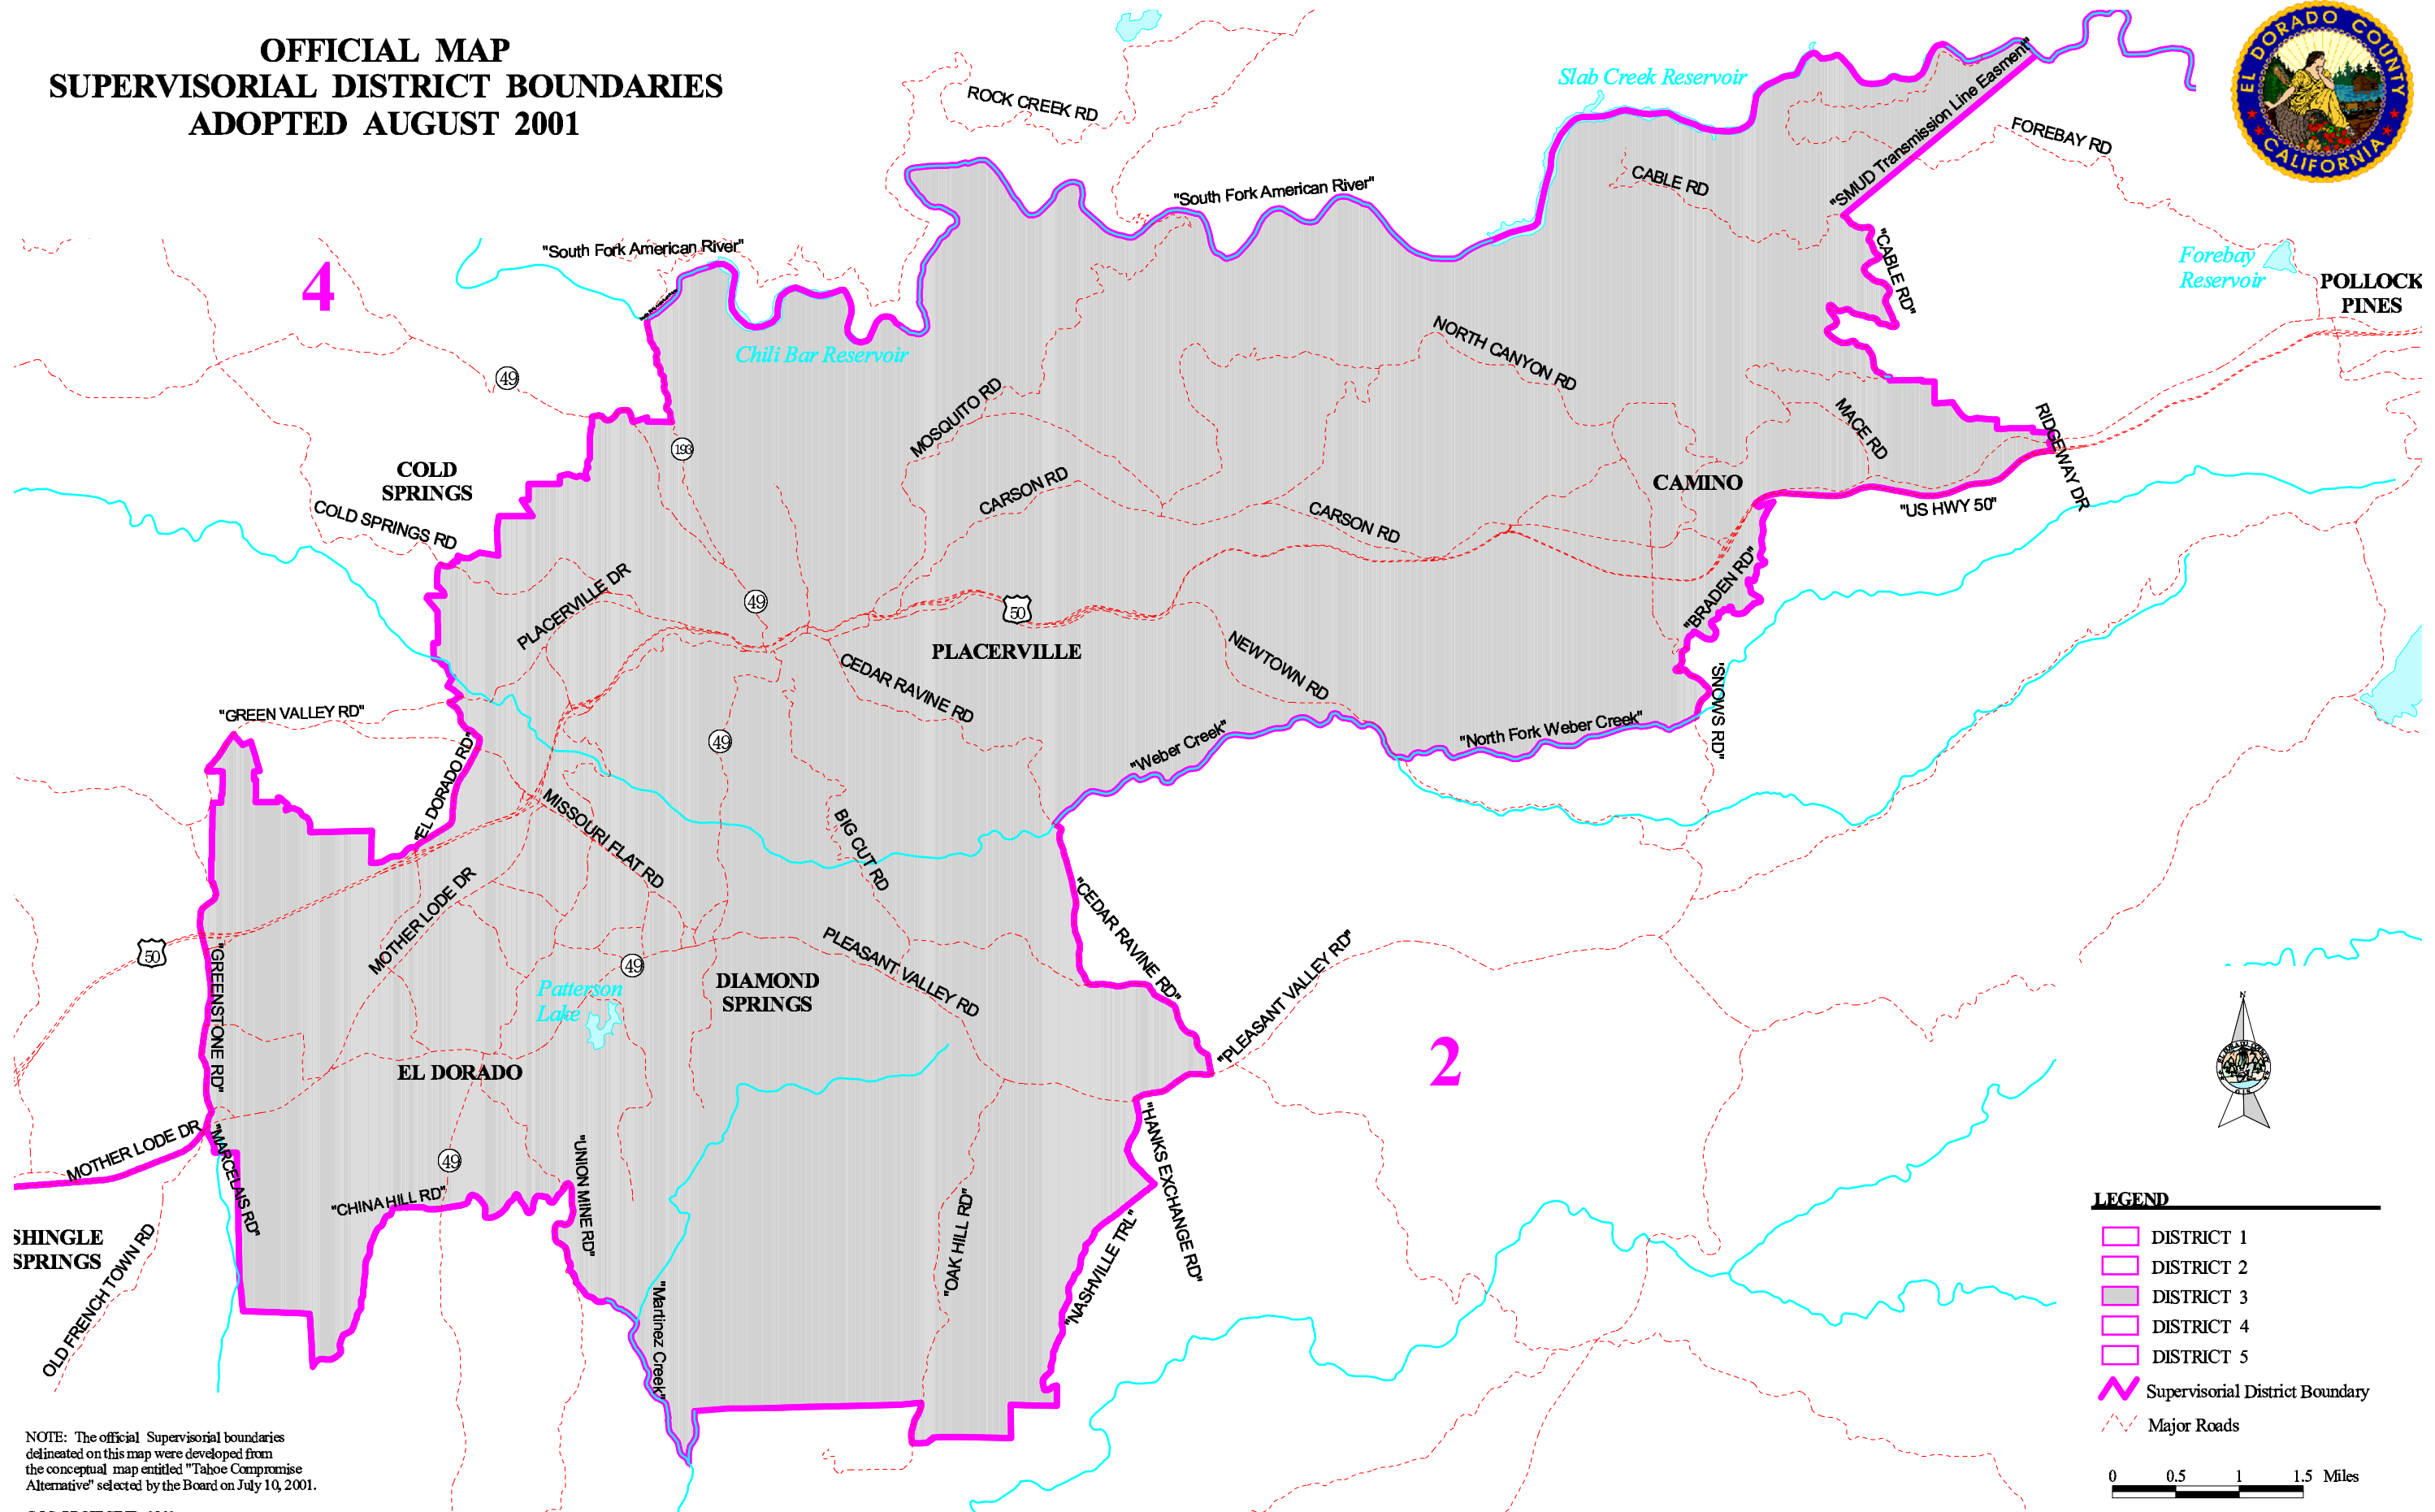 OFFICIAL MAP
SUPERVISORIAL DISTRICT BOUNDARIES
ADOPTED AUGUST 2001
EL DORADO COUNTY
CALIFORNIA
Slab Creek Reservoir
"SMUD Transmission Line Easment"
FOREBAY RD
ROCK CREEK RD
CABLE RD
"South Fork American River"
"South Fork American River"
"CABLE RD"
Forebay
Reservoir
POLLOCK
PINES
4
Chili Bar Reservoir
NORTH CANYON RD
49
MOSQUITO RD
MACE RD
RIDGEWAY DR
193
COLD
SPRINGS
COLD SPRINGS RD
CARSON RD
CARSON RD
CAMINO
"US HWY 50"
PLACERVILLE DR
49
50
"BRADEN RD"
PLACERVILLE
CEDAR RAVINE RD
NEWTOWN RD
"SNOWS RD"
"GREEN VALLEY RD"
49
"Weber Creek"
"North Fork Weber Creek"
"EL DORADO RD"
MISSOURI FLAT RD
BIG CUT RD
MOTHER LODE DR
"CEDAR RAVINE RD"
50
"GREENSTONE RD"
49
PLEASANT VALLEY RD
"PLEASANT VALLEY RD"
Patterson
Lake
DIAMOND
SPRINGS
N
EL DORADO
2
MOTHER LODE DR
"MARCELAIS RD"
49
"UNION MINE RD"
"HANKS EXCHANGE RD"
"CHINA HILL RD"
"OAK HILL RD"
"NASHVILLE TRL"
SHINGLE
SPRINGS
OLD FRENCH TOWN RD
"Martinez Creek"
LEGEND
DISTRICT 1
DISTRICT 2
DISTRICT 3
DISTRICT 4
DISTRICT 5
Supervisorial District Boundary
Major Roads
0 0.5 1 1.5 Miles
NOTE: The official Supervisorial boundaries
delineated on this map were developed from
the conceptual map entitled "Tahoe Compromise
Alternative" selected by the Board on July 10, 2001.